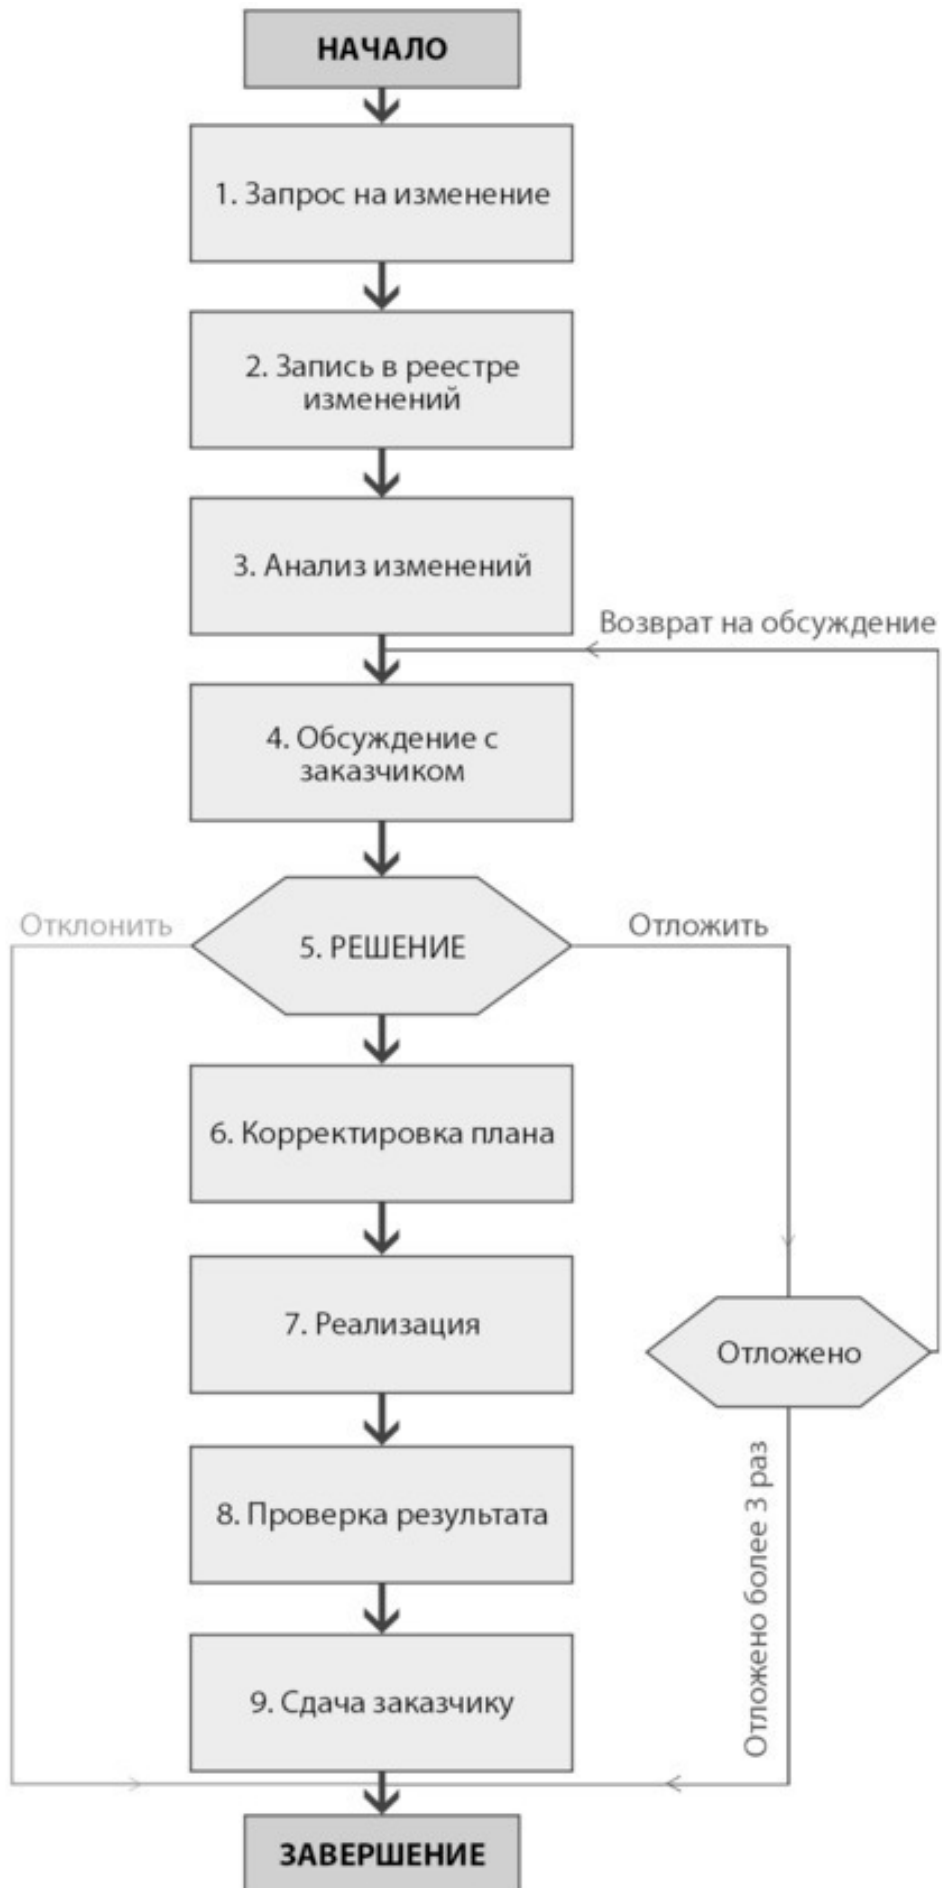 НАЧАЛО
1. Запрос на изменение
2. Запись в реестре
изменений
3. Анализ изменений
Возврат на обсуждение
4. Обсуждение с
заказчиком
Отклонить
5. РЕШЕНИЕ
Отложить
6. Корректировка плана
7. Реализация
Отложено
8. Проверка результата
Отложено более 3 раз
9. Сдача заказчику
ЗАВЕРШЕНИЕ